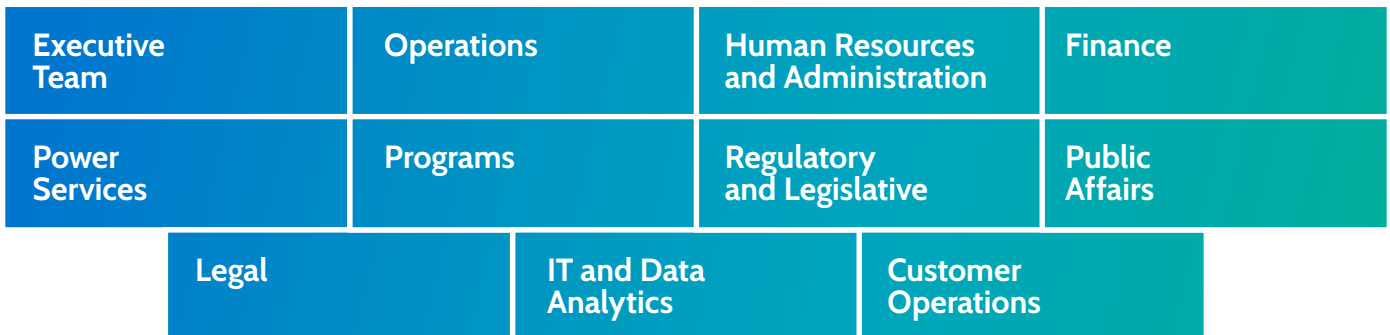 Executive
Team
Operations
Human Resources
and Administration
Finance
Power
Services
Programs
Regulatory
and Legislative
Public
Affairs
Legal
IT and Data
Analytics
Customer
Operations